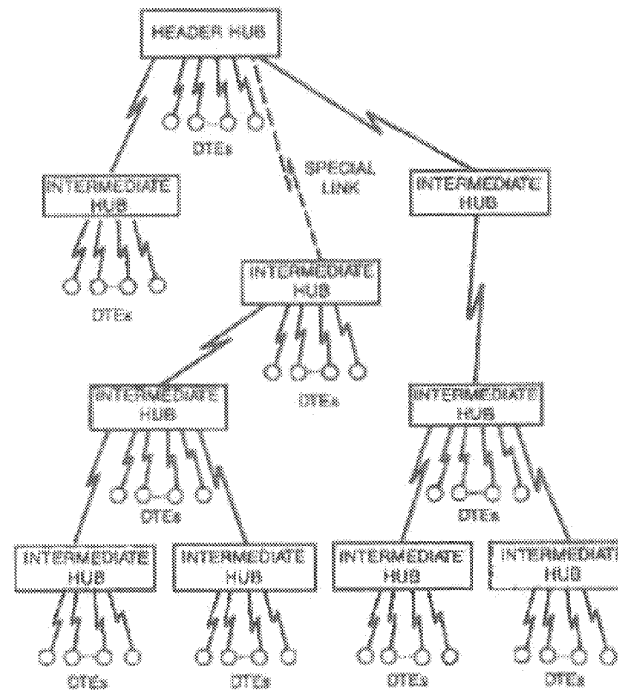 HEADER HUB
DTEs
SPECIAL
LINK
INTERMEDIATE
HUB
INTERMEDIATE
HUB
DTEs
INTERMEDIATE
HUB
DTEs
INTERMEDIATE
HUB
INTERMEDIATE
HUB
DTEs
DTEs
INTERMEDIATE
HUB
INTERMEDIATE
HUB
INTERMEDIATE
HUB
INTERMEDIATE
HUB
DTEs
DTEs
DTEs
DTEs